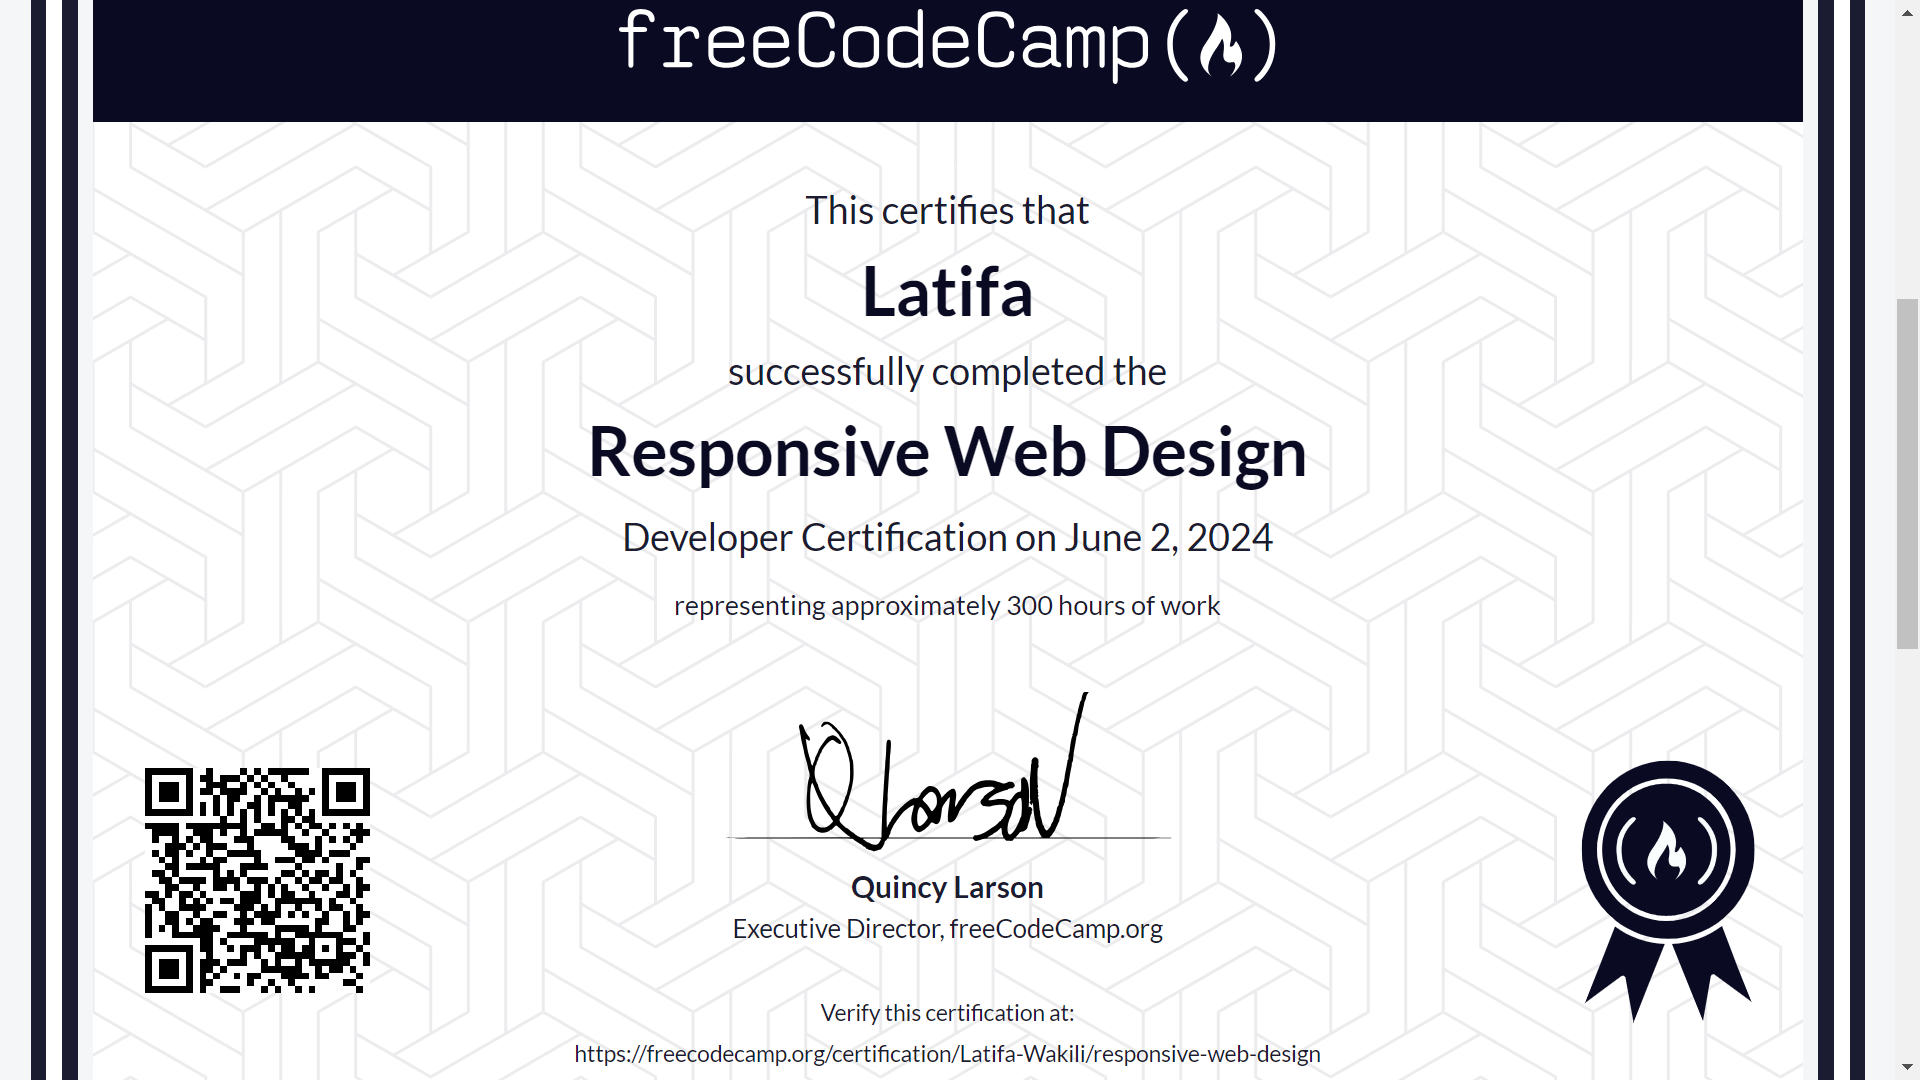 freeCodeCamp(🔥)
This certifies that
Latifa
successfully completed the
Responsive Web Design
Developer Certification on June 2, 2024
representing approximately 300 hours of work
Quincy Larson
Executive Director, freeCodeCamp.org
Verify this certification at:
https://freecodecamp.org/certification/Latifa-Wakili/responsive-web-design